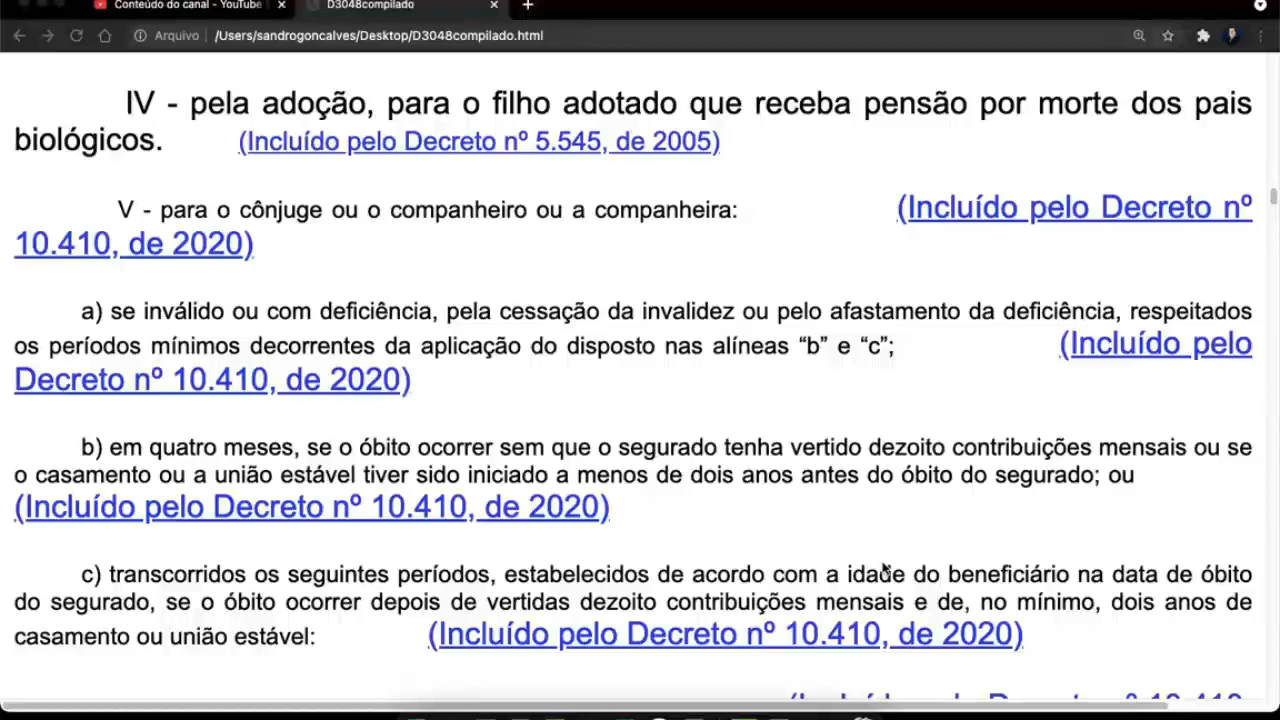 Conteúdo do canal - YouTube
D3048compilado
Arquivo
/Users/sandrogoncalves/Desktop/D3048compilado.html
IV - pela adoção, para o filho adotado que receba pensão por morte dos pais
biológicos. (Incluído pelo Decreto nº 5.545, de 2005)
V - para o cônjuge ou o companheiro ou a companheira: (Incluído pelo Decreto nº
10.410, de 2020)
a) se inválido ou com deficiência, pela cessação da invalidez ou pelo afastamento da deficiência, respeitados
os períodos mínimos decorrentes da aplicação do disposto nas alíneas “b” e “c”; (Incluído pelo
Decreto nº 10.410, de 2020)
b) em quatro meses, se o óbito ocorrer sem que o segurado tenha vertido dezoito contribuições mensais ou se
o casamento ou a união estável tiver sido iniciado a menos de dois anos antes do óbito do segurado; ou
(Incluído pelo Decreto nº 10.410, de 2020)
c) transcorridos os seguintes períodos, estabelecidos de acordo com a idade do beneficiário na data de óbito
do segurado, se o óbito ocorrer depois de vertidas dezoito contribuições mensais e de, no mínimo, dois anos de
casamento ou união estável: (Incluído pelo Decreto nº 10.410, de 2020)